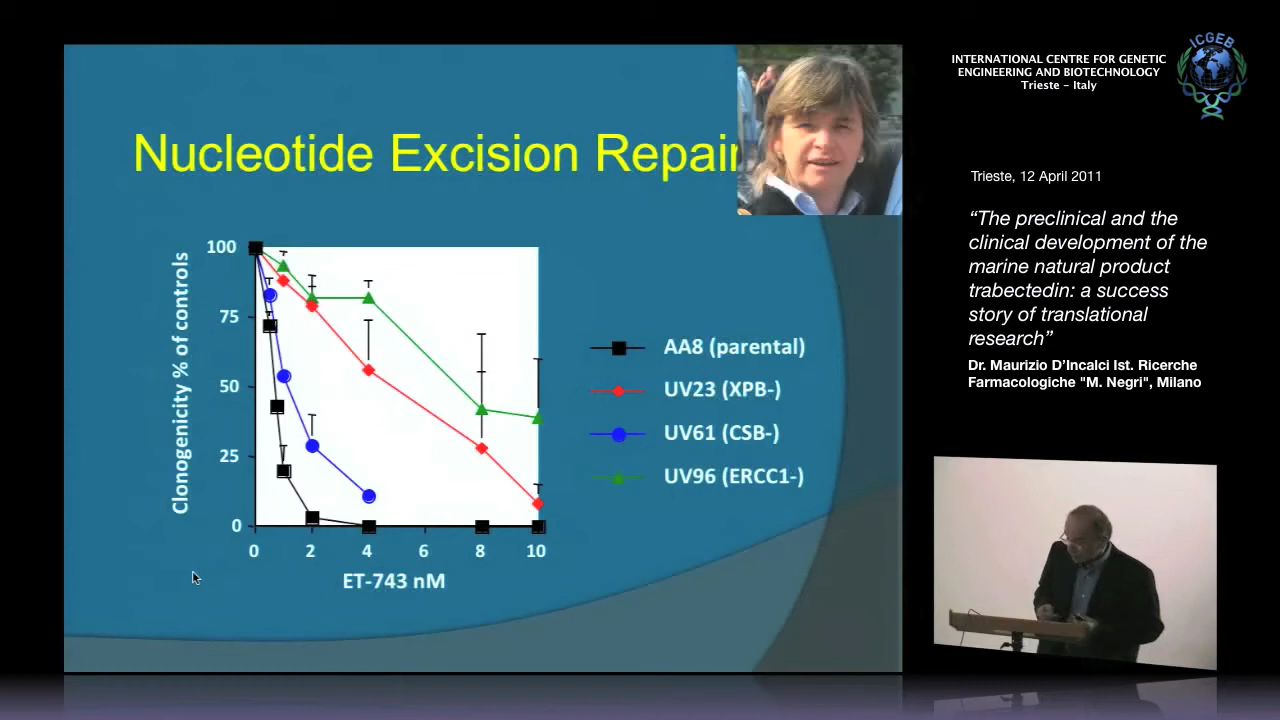 Nucleotide Excision Repair
Clonogenicity % of controls
100
75
50
25
0
0 2 4 6 8 10
ET-743 nM
AA8 (parental)
UV23 (XPB-)
UV61 (CSB-)
UV96 (ERCC1-)
INTERNATIONAL CENTRE FOR GENETIC
ENGINEERING AND BIOTECHNOLOGY
Trieste – Italy
ICGEB
Trieste, 12 April 2011
“The preclinical and the
clinical development of the
marine natural product
trabectedin: a success
story of translational
research”
Dr. Maurizio D’Incalci Ist. Ricerche
Farmacologiche "M. Negri", Milano